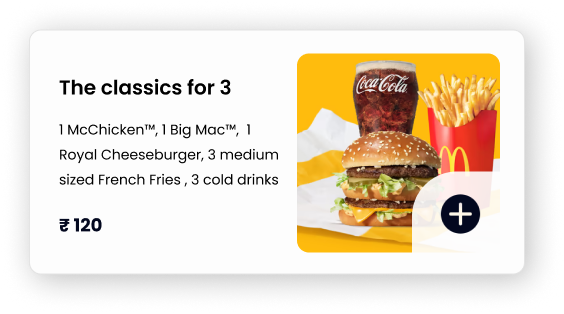 The classics for 3
1 McChicken™, 1 Big Mac™, 1
Royal Cheeseburger, 3 medium
sized French Fries , 3 cold drinks
₹ 120
Coca-Cola